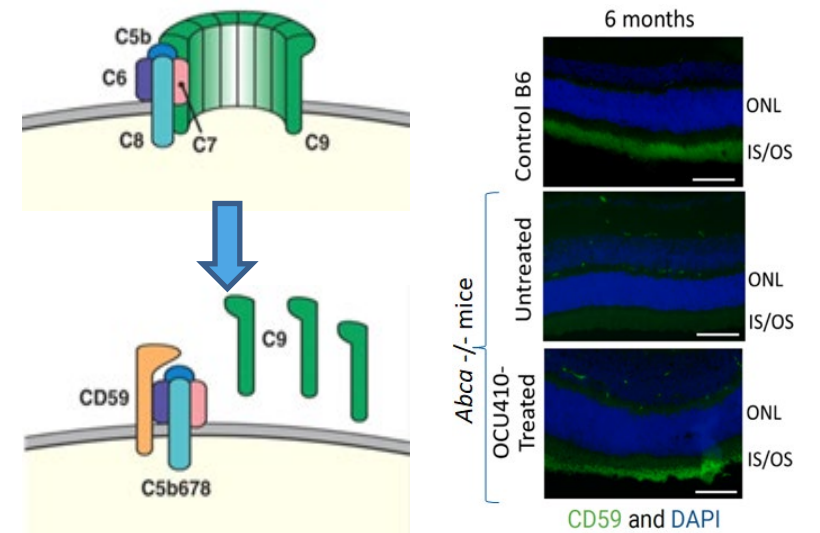 C5b
C6
C8
C7
C9
C9
CD59
C5b678
6 months
Control B6
ONL
IS/OS
Abca -/- mice
Untreated
ONL
IS/OS
OCU410-
Treated
ONL
IS/OS
CD59 and DAPI